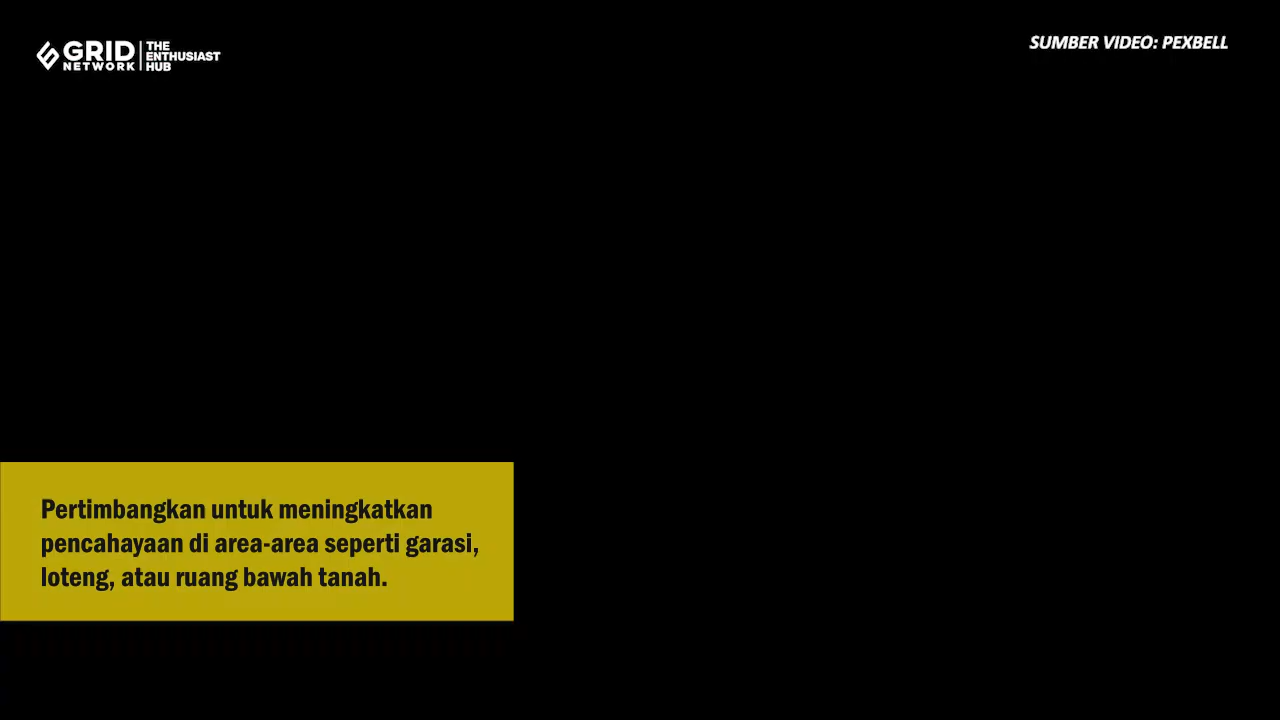 GRID NETWORK
THE ENTHUSIAST HUB
SUMBER VIDEO: PEXBELL
Pertimbangkan untuk meningkatkan
pencahayaan di area-area seperti garasi,
loteng, atau ruang bawah tanah.